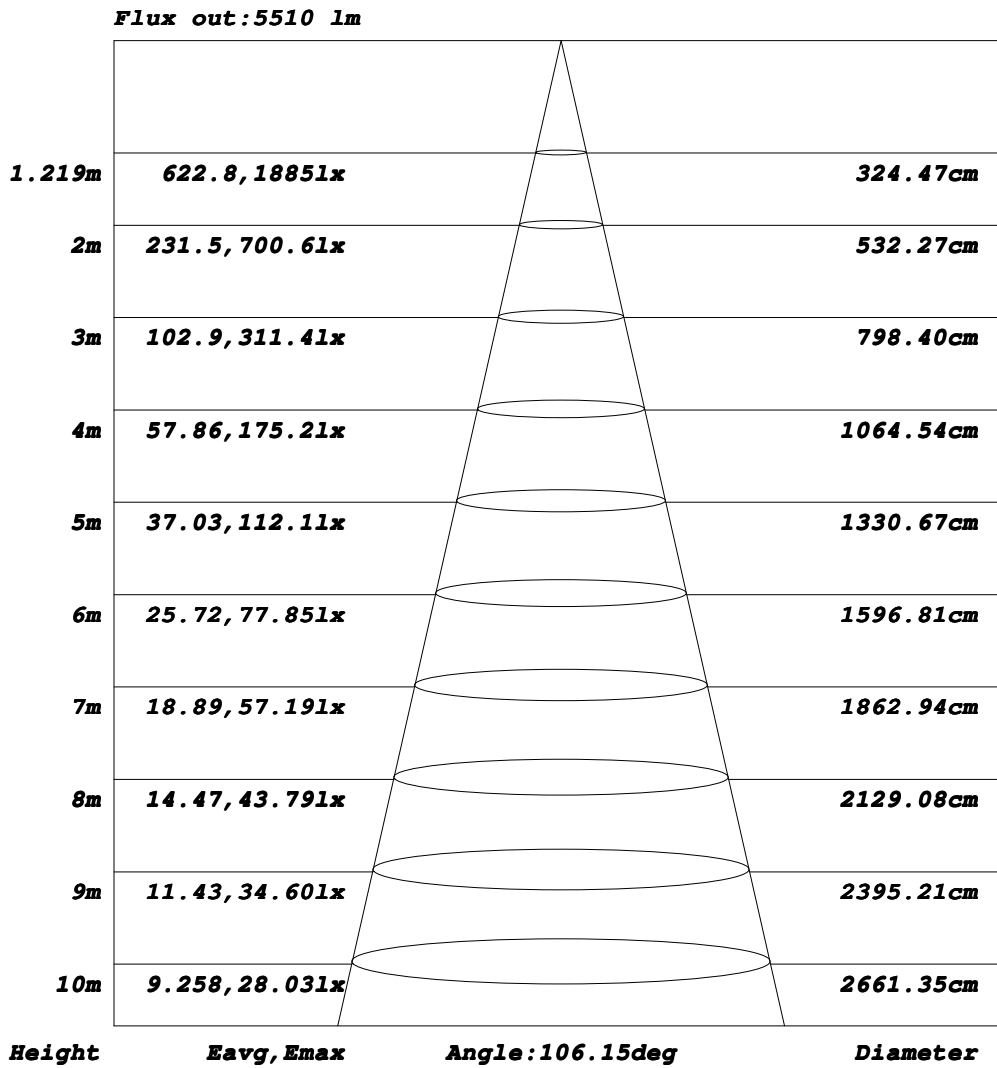 Flux out:5510 lm
1.219m 622.8,1885lx 324.47cm
2m 231.5,700.6lx 532.27cm
3m 102.9,311.4lx 798.40cm
4m 57.86,175.2lx 1064.54cm
5m 37.03,112.1lx 1330.67cm
6m 25.72,77.85lx 1596.81cm
7m 18.89,57.19lx 1862.94cm
8m 14.47,43.79lx 2129.08cm
9m 11.43,34.60lx 2395.21cm
10m 9.258,28.03lx 2661.35cm
Height Eavg,Emax Angle:106.15deg Diameter